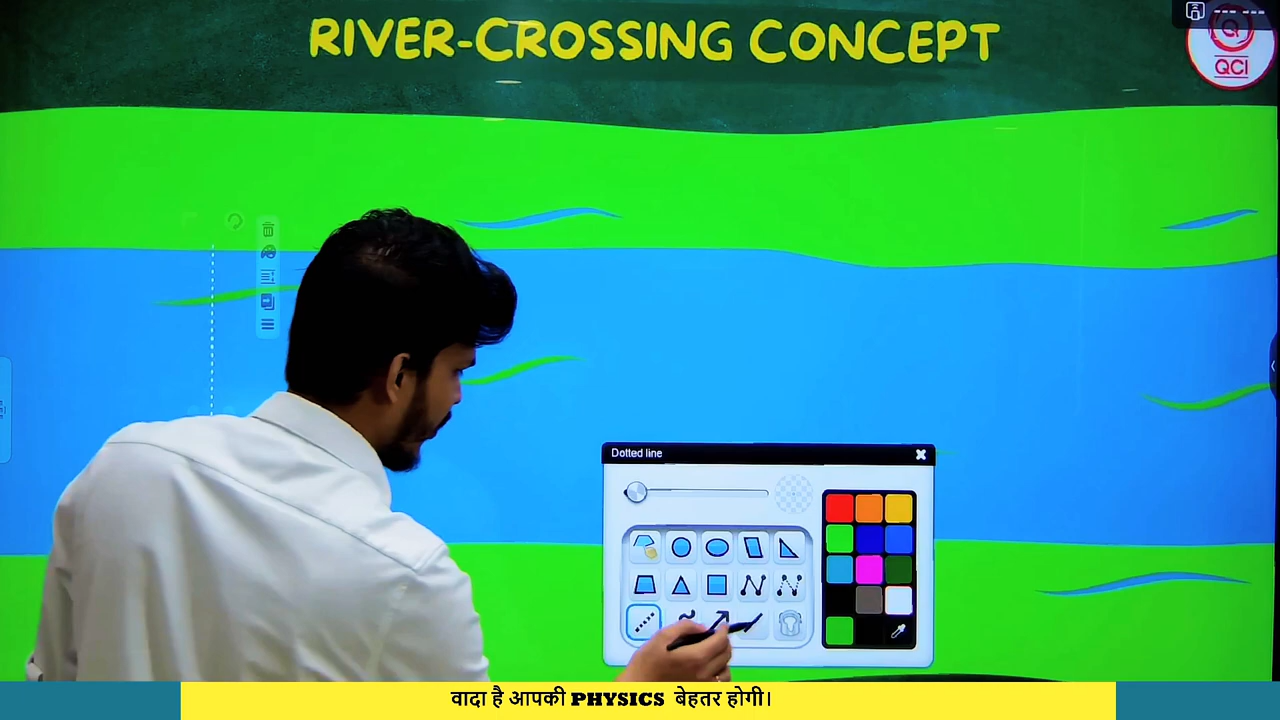 RIVER-CROSSING CONCEPT
QCI
Dotted line
वादा है आपकी PHYSICS बेहतर होगी।